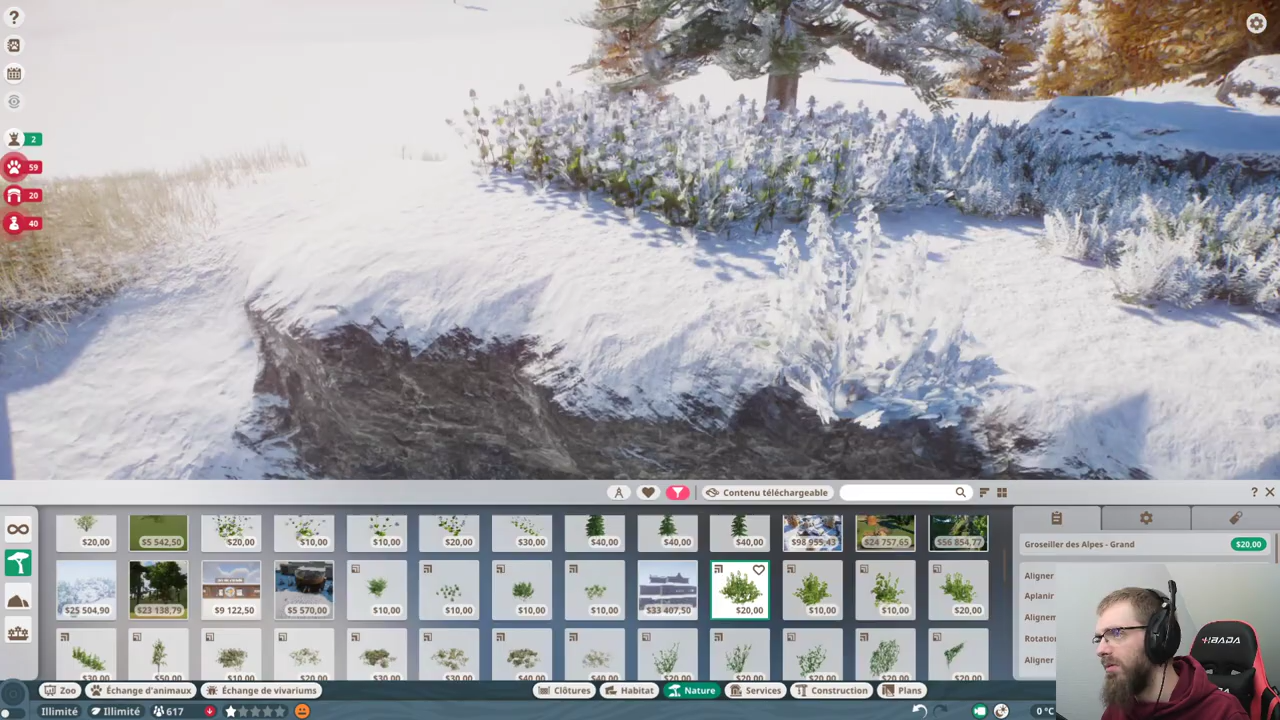 ?
2
59
20
40
Contenu téléchargeable
?
$20,00 $5 542,50 $20,00 $10,00 $10,00 $20,00 $30,00 $40,00 $40,00 $40,00 $98 955,43 $24 757,65 $56 854,77
Groseiller des Alpes - Grand $20,00
$25 504,90 $23 138,79 $9 122,50 $5 570,00 $10,00 $10,00 $10,00 $10,00 $33 407,50 $20,00 $10,00 $10,00 $20,00
Aligner
Aplanir
Alignem
Rotation
Aligner
HBADA
Zoo Échange d'animaux Échange de vivariums Clôtures Habitat Nature Services Construction Plans
Illimité Illimité 617 0 °C